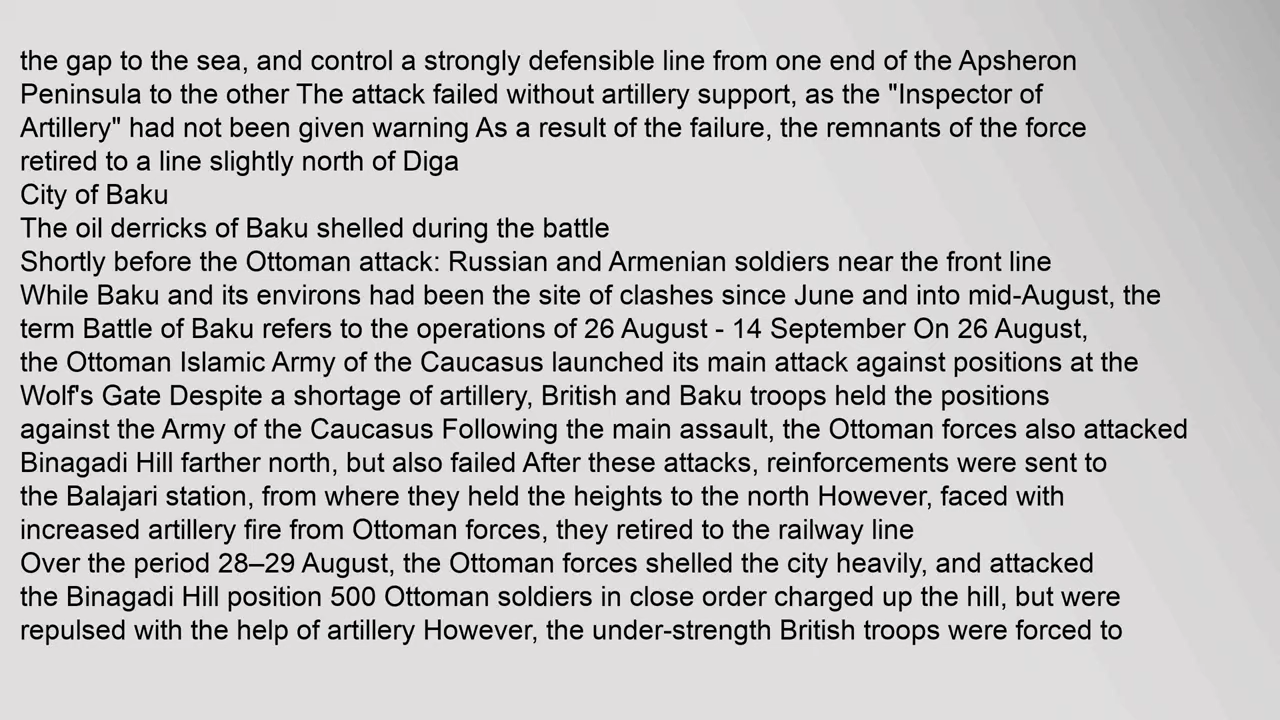 the gap to the sea, and control a strongly defensible line from one end of the Apsheron
Peninsula to the other The attack failed without artillery support, as the "Inspector of
Artillery" had not been given warning As a result of the failure, the remnants of the force
retired to a line slightly north of Diga
City of Baku
The oil derricks of Baku shelled during the battle
Shortly before the Ottoman attack: Russian and Armenian soldiers near the front line
While Baku and its environs had been the site of clashes since June and into mid-August, the
term Battle of Baku refers to the operations of 26 August - 14 September On 26 August,
the Ottoman Islamic Army of the Caucasus launched its main attack against positions at the
Wolf's Gate Despite a shortage of artillery, British and Baku troops held the positions
against the Army of the Caucasus Following the main assault, the Ottoman forces also attacked
Binagadi Hill farther north, but also failed After these attacks, reinforcements were sent to
the Balajari station, from where they held the heights to the north However, faced with
increased artillery fire from Ottoman forces, they retired to the railway line
Over the period 28–29 August, the Ottoman forces shelled the city heavily, and attacked
the Binagadi Hill position 500 Ottoman soldiers in close order charged up the hill, but were
repulsed with the help of artillery However, the under-strength British troops were forced to